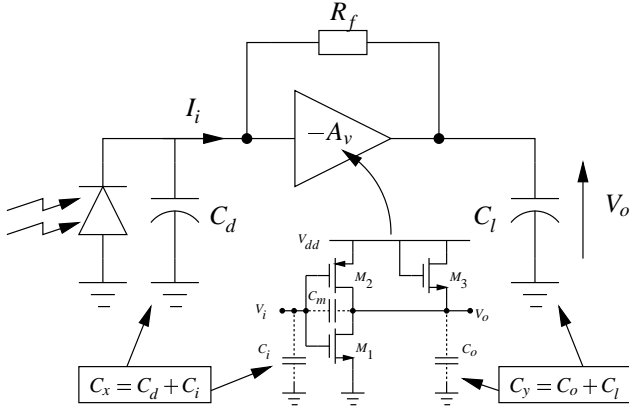 R_f
I_i
−A_v
C_d
C_l
V_o
V_dd
M_2
M_3
C_m
V_i
V_o
C_i
M_1
C_o
C_x = C_d + C_i
C_y = C_o + C_l